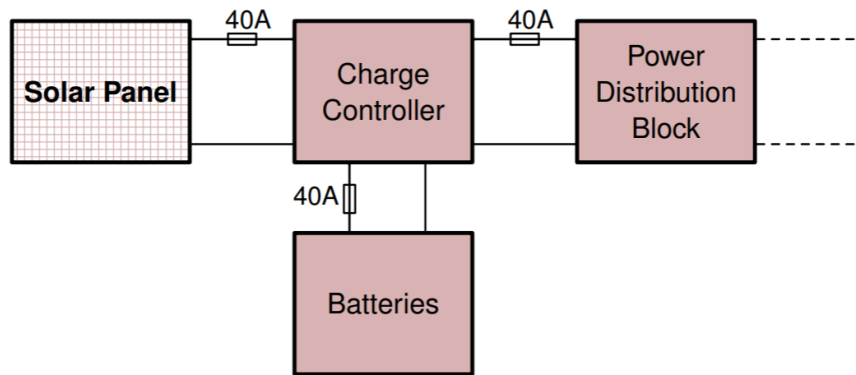 40A
40A
Solar Panel
Charge
Controller
Power
Distribution
Block
40A
Batteries